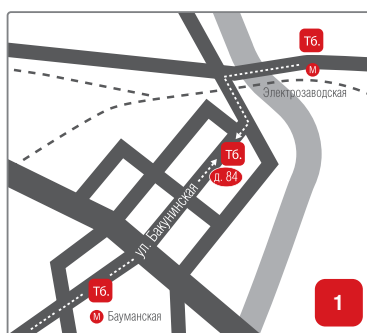 Тб.
М
Электрозаводская
Тб.
д. 84
ул. Бакунинская
Тб.
М Бауманская
1